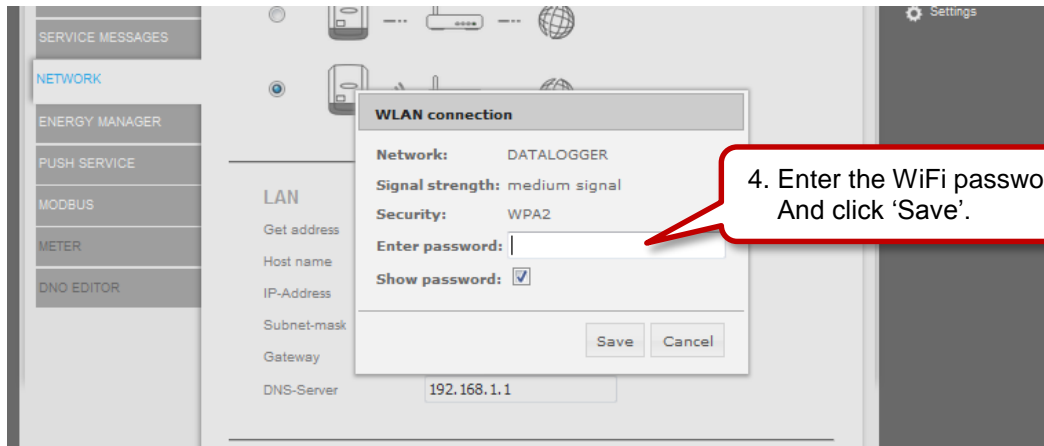 Settings
SERVICE MESSAGES
NETWORK
ENERGY MANAGER
PUSH SERVICE
MODBUS
METER
DNO EDITOR
WLAN connection
Network: DATALOGGER
Signal strength: medium signal
Security: WPA2
Enter password:
Show password:
Save Cancel
4. Enter the WiFi passwo
And click ‘Save’.
LAN
Get address
Host name
IP-Address
Subnet-mask
Gateway
DNS-Server 192.168.1.1